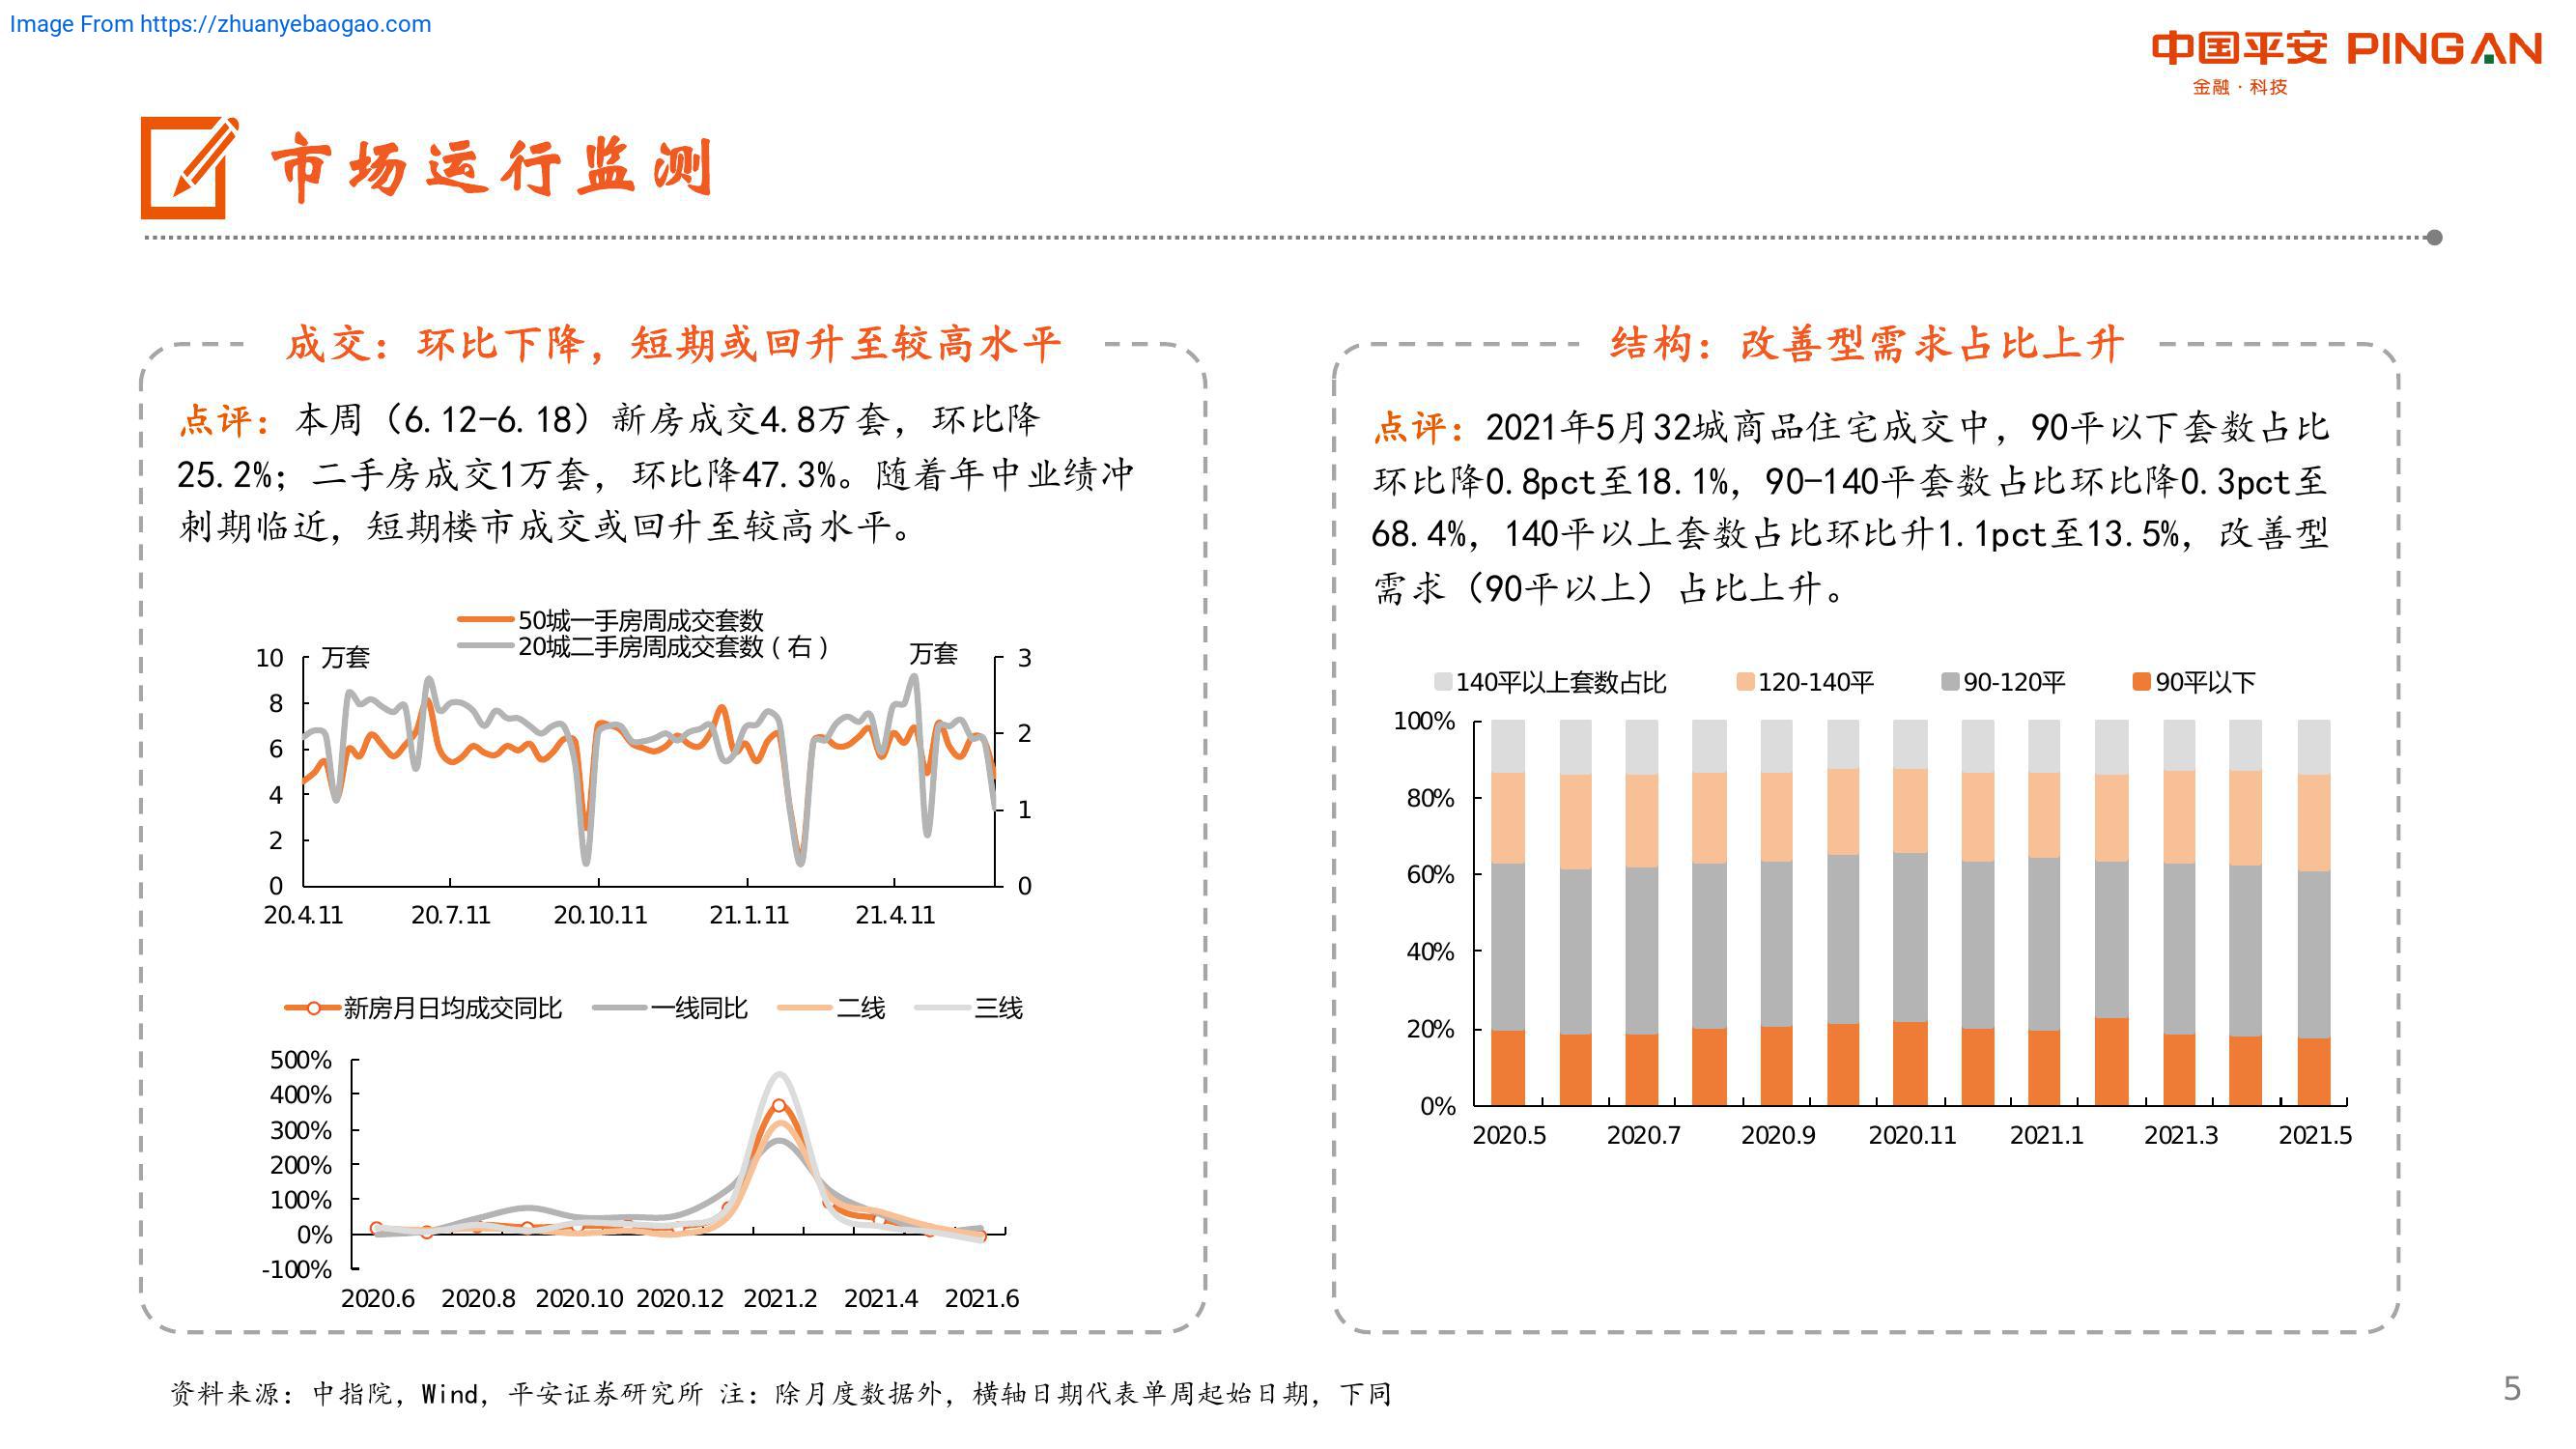 Image From https://zhuanyebaogao.com
中国平安 PINGAN
金融·科技
市场运行监测
成交：环比下降，短期或回升至较高水平
点评：本周（6.12-6.18）新房成交4.8万套，环比降
25.2%；二手房成交1万套，环比降47.3%。随着年中业绩冲
刺期临近，短期楼市成交或回升至较高水平。
50城一手房周成交套数
20城二手房周成交套数（右）
万套
万套
10
8
6
4
2
0
3
2
1
0
20.4.11 20.7.11 20.10.11 21.1.11 21.4.11
新房月日均成交同比 一线同比 二线 三线
500%
400%
300%
200%
100%
0%
-100%
2020.6 2020.8 2020.10 2020.12 2021.2 2021.4 2021.6
结构：改善型需求占比上升
点评：2021年5月32城商品住宅成交中，90平以下套数占比
环比降0.8pct至18.1%，90-140平套数占比环比降0.3pct至
68.4%，140平以上套数占比环比升1.1pct至13.5%，改善型
需求（90平以上）占比上升。
140平以上套数占比 120-140平 90-120平 90平以下
100%
80%
60%
40%
20%
0%
2020.5 2020.7 2020.9 2020.11 2021.1 2021.3 2021.5
资料来源：中指院，Wind，平安证券研究所 注：除月度数据外，横轴日期代表单周起始日期，下同
5